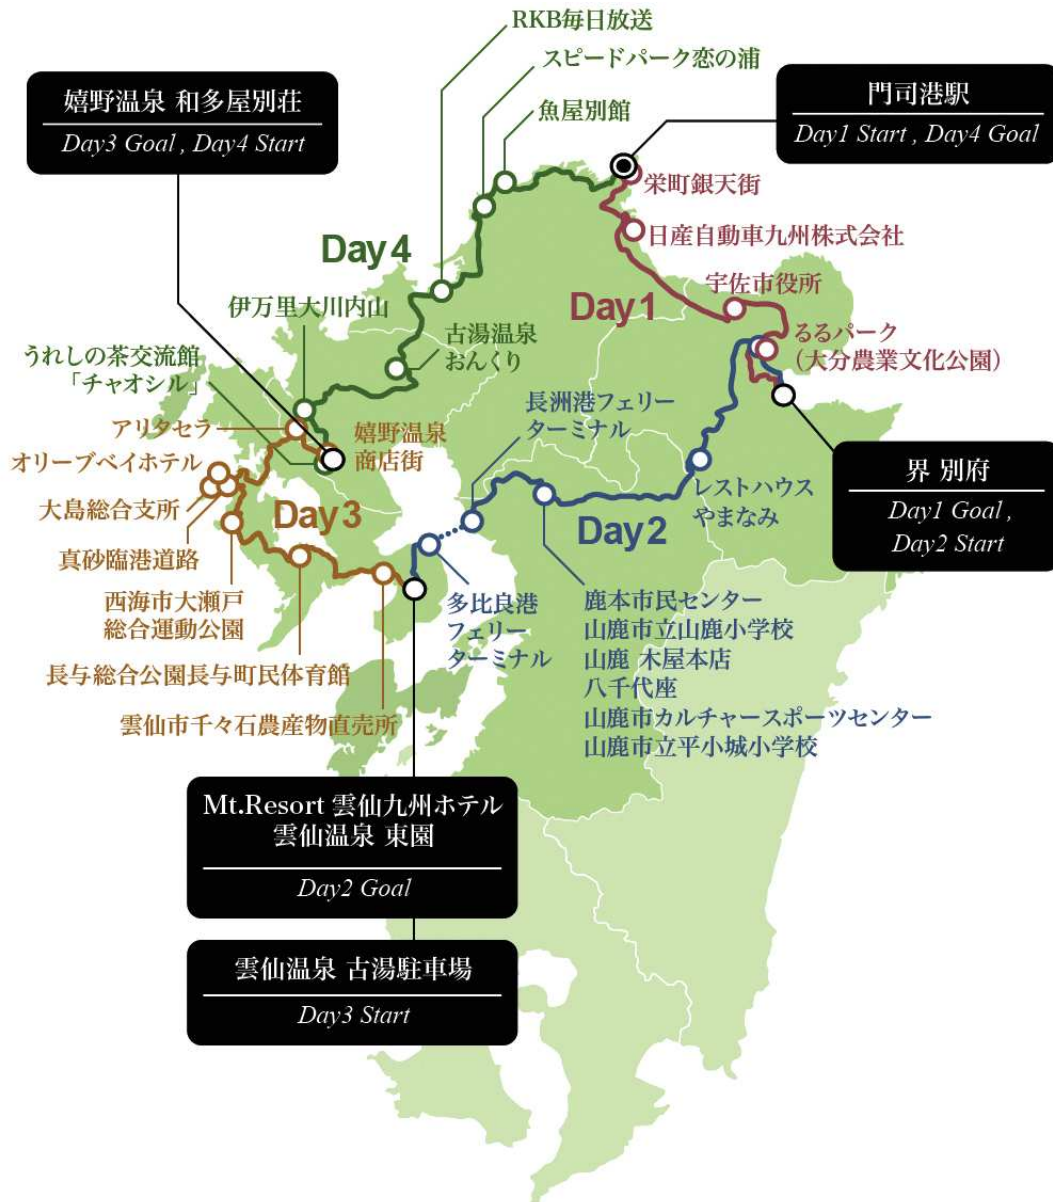 RKB毎日放送
スピードパーク恋の浦
魚屋別館
嬉野温泉 和多屋別荘
Day3 Goal , Day4 Start
門司港駅
Day1 Start , Day4 Goal
栄町銀天街
日産自動車九州株式会社
宇佐市役所
るるパーク
（大分農業文化公園）
Day 4
Day 1
伊万里大川内山
古湯温泉
おんくり
うれしの茶交流館
「チャオシル」
アリタセラ
嬉野温泉
商店街
オリーブベイホテル
大島総合支所
真砂臨港道路
西海市大瀬戸
総合運動公園
長与総合公園長与町民体育館
雲仙市千々石農産物直売所
Day 3
長洲港フェリー
ターミナル
Day 2
レストハウス
やまなみ
界 別府
Day1 Goal ,
Day2 Start
多比良港
フェリー
ターミナル
鹿本市民センター
山鹿市立山鹿小学校
山鹿 木屋本店
八千代座
山鹿市カルチャースポーツセンター
山鹿市立平小城小学校
Mt.Resort 雲仙九州ホテル
雲仙温泉 東園
Day2 Goal
雲仙温泉 古湯駐車場
Day3 Start